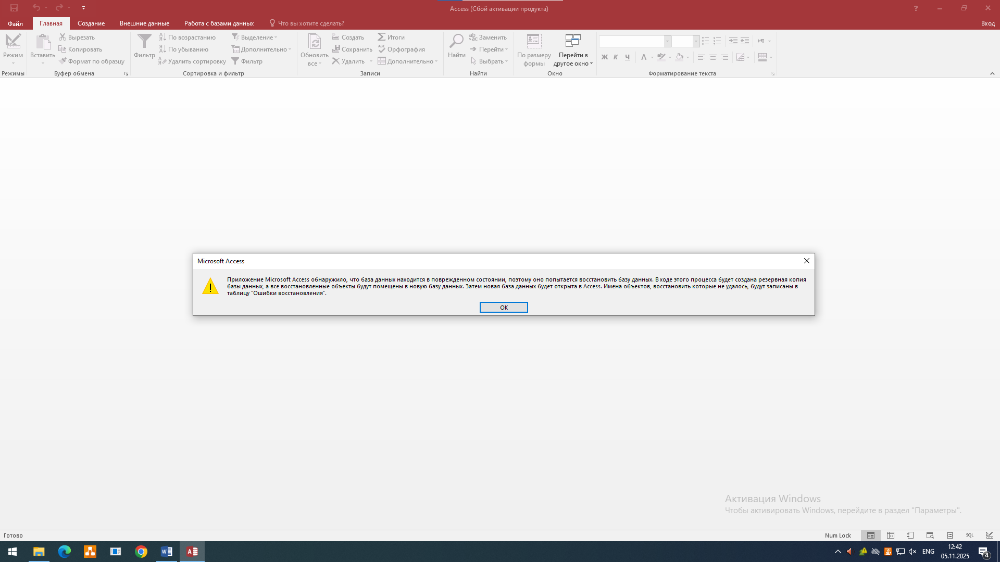 Access (Сбой активации продукта)
Файл Главная Создание Внешние данные Работа с базами данных Что вы хотите сделать? Вход
Режим
Режимы
Вставить
Вырезать
Копировать
Формат по образцу
Буфер обмена
Фильтр
По возрастанию
По убыванию
Удалить сортировку
Выделение
Дополнительно
Фильтр
Сортировка и фильтр
Обновить
все
Создать
Сохранить
Удалить
Итоги
Орфография
Дополнительно
Записи
Найти
Заменить
Перейти
Выбрать
Найти
По размеру
формы
Перейти в
другое окно
Окно
Ж К Ч А
Форматирование текста
Microsoft Access
Приложение Microsoft Access обнаружило, что база данных находится в поврежденном состоянии, поэтому оно попытается восстановить базу данных. В ходе этого процесса будет создана резервная копия
базы данных, а все восстановленные объекты будут помещены в новую базу данных. Затем новая база данных будет открыта в Access. Имена объектов, восстановить которые не удалось, будут записаны в
таблицу "Ошибки восстановления".
ОК
Активация Windows
Чтобы активировать Windows, перейдите в раздел "Параметры".
Готово
Num Lock
SQL
ENG
12:42
05.11.2025
4